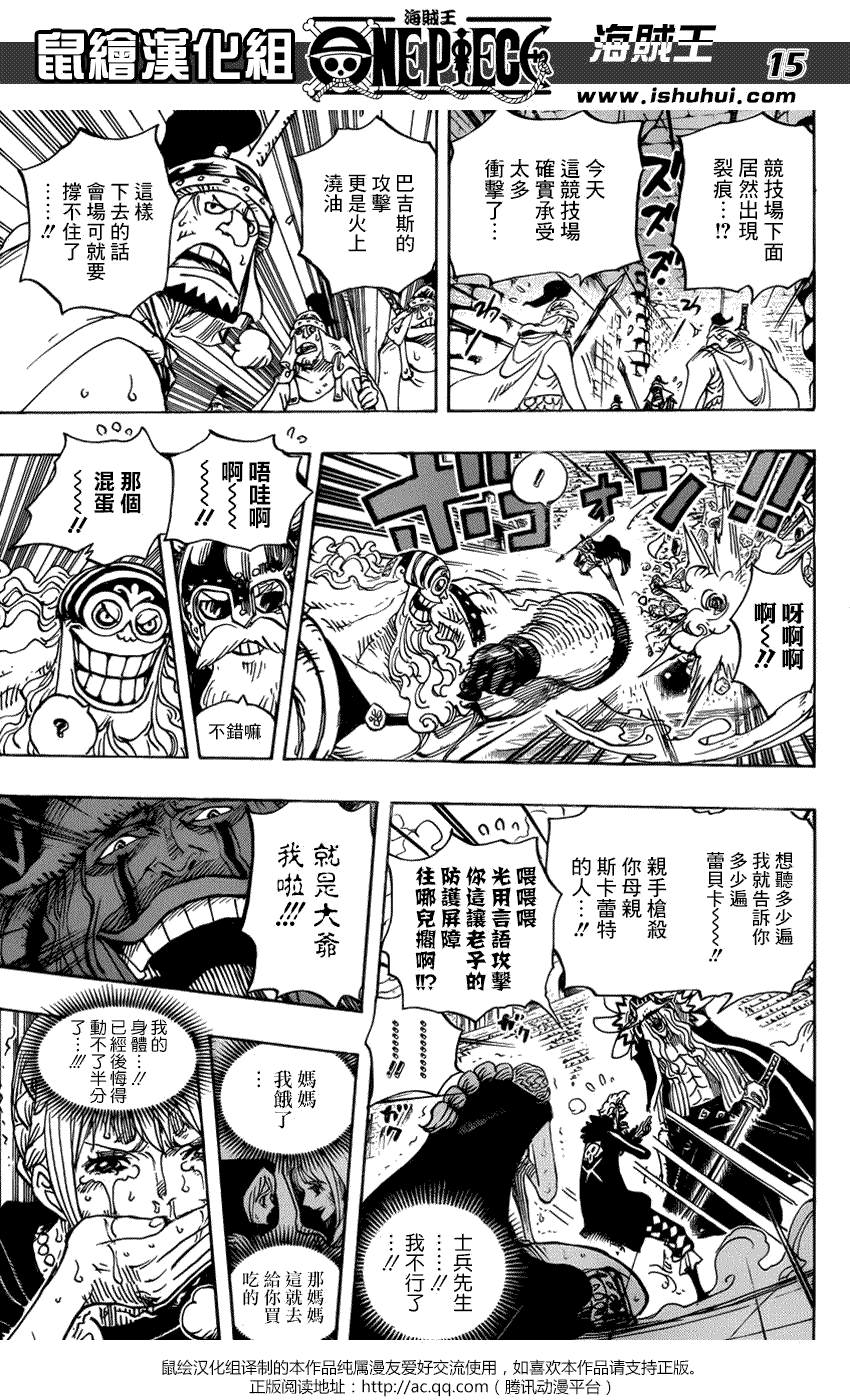 鼠繪漢化組
海賊王
ONE PIECE
海賊王
15
www.ishuhui.com
競技場下面
居然出現
裂痕…!?
今天
這競技場
確實承受
太多
衝擊了…
巴吉斯的
攻擊
更是火上
澆油
這樣
下去的話
會場可就要
撐不住了
……!!
呀啊啊
啊~!!
!
唔哇啊
啊~~
~~~!!
不錯嘛
那個
混蛋
~~~!!
?
想聽多少遍
我就告訴你
多少遍
蕾貝卡~~~!!
親手槍殺
你母親
斯卡蕾特
的人…!!
喂喂喂
光用言語攻擊
你這讓老子的
防護屏障
往哪兒擱啊!!?
就是大爺
我啦!!!
士兵先生
……!!
我不行了
…!!
媽媽
我餓了
…
那媽媽
這就去
給你買
吃的
我的
身體…!!
已經後悔得
動不了半分
了…!!
鼠绘汉化组译制的本作品纯属漫友爱好交流使用，如喜欢本作品请支持正版。
正版阅读地址：http://ac.qq.com（腾讯动漫平台）